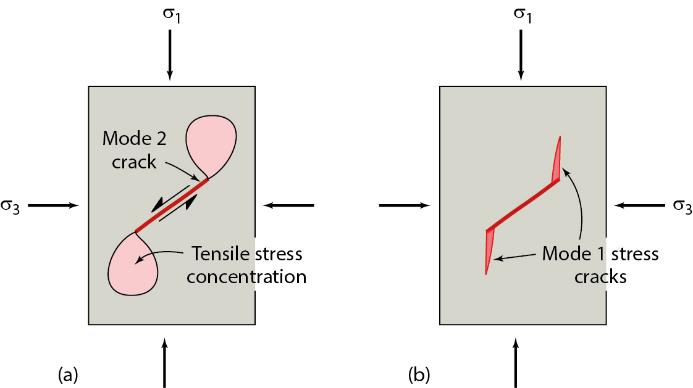 σ1
σ1
Mode 2
crack
σ3
σ3
Tensile stress
concentration
Mode 1 stress
cracks
(a)
(b)